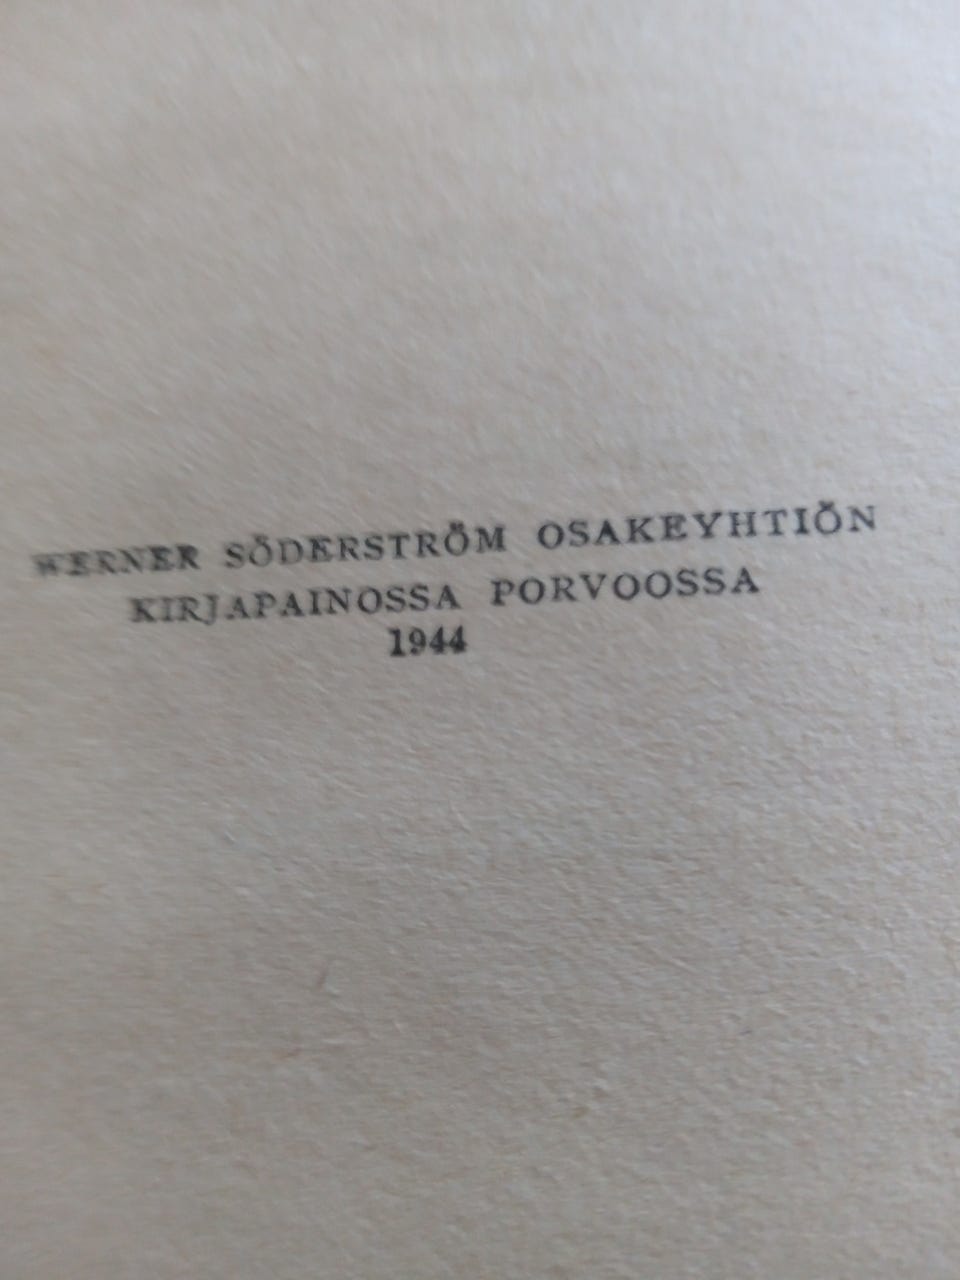 WERNER SÖDERSTRÖM OSAKEYHTIÖN
KIRJAPAINOSSA PORVOOSSA
1944